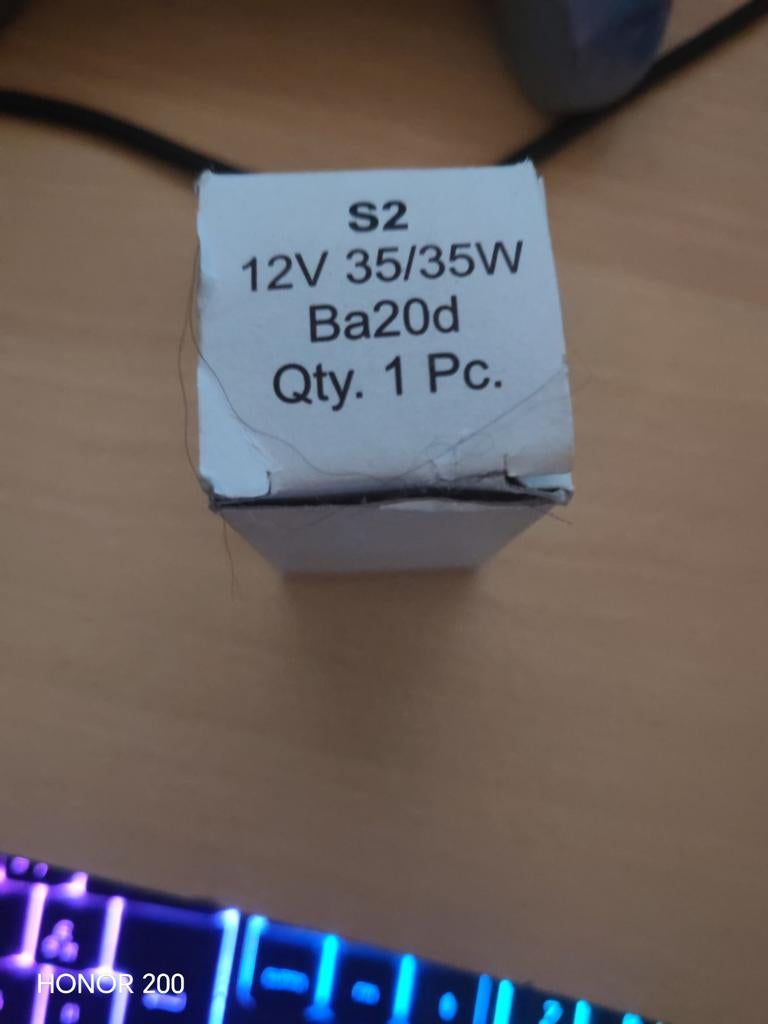 S2
12V 35/35W
Ba20d
Qty. 1 Pc.
HONOR 200